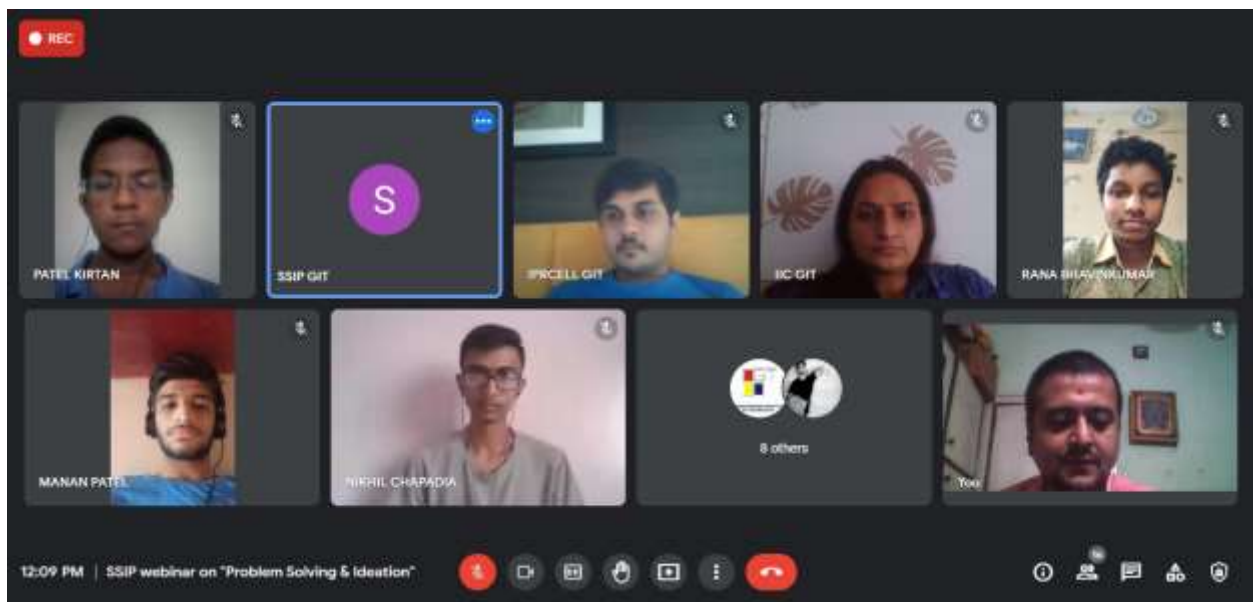 REC
PATEL KIRTAN
S
SSIP GIT
IPRCELL GIT
IIC GIT
RANA BHAVINKUMAR
MANAN PATEL
NIKHIL CHAPADIA
8 others
You
12:09 PM | SSIP webinar on "Problem Solving & Ideation"